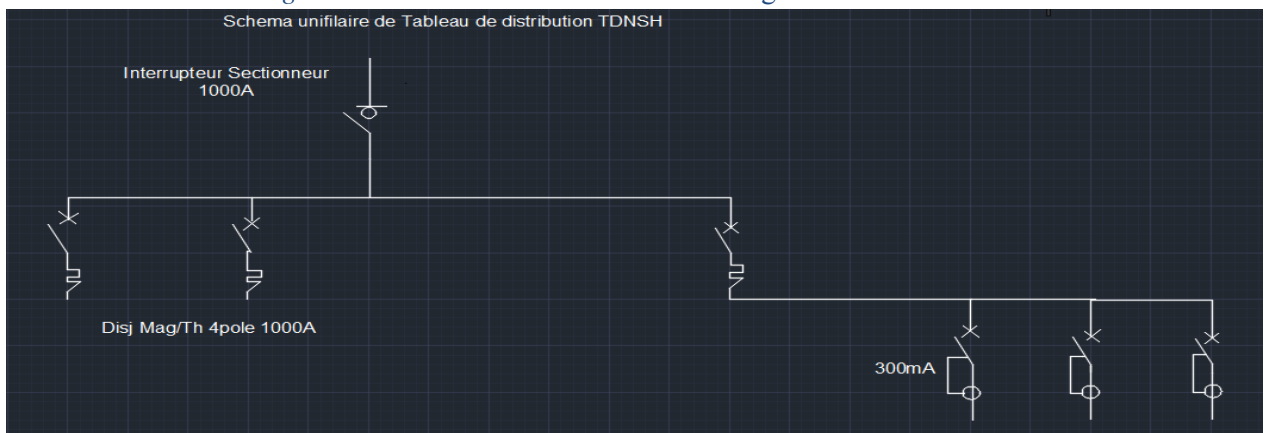 Schema unifilaire de Tableau de distribution TDNSH
Interrupteur Sectionneur
1000A
Disj Mag/Th 4pole 1000A
300mA